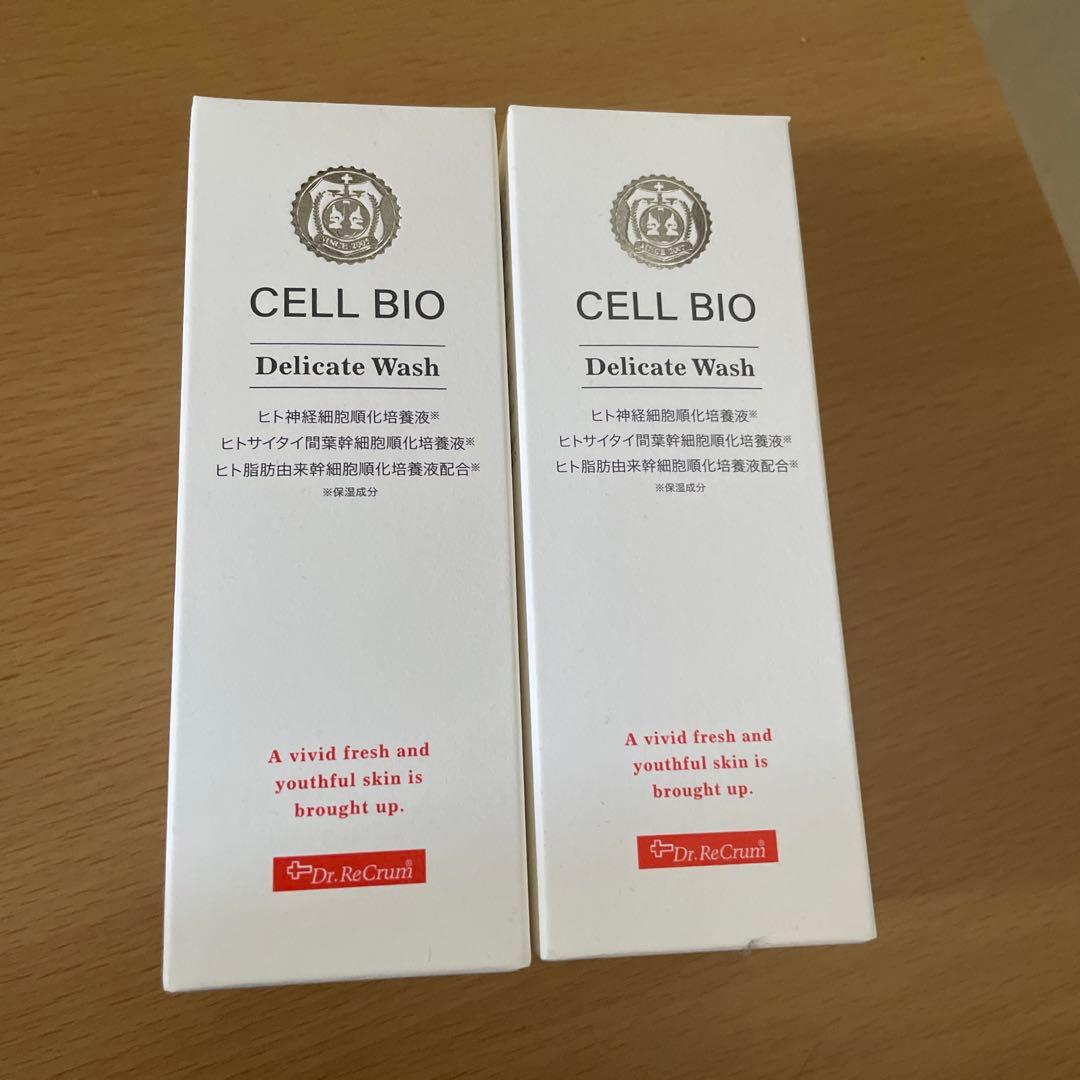 SINCE 2005
CELL BIO
Delicate Wash
ヒト神経細胞順化培養液※
ヒトサイタイ間葉幹細胞順化培養液※
ヒト脂肪由来幹細胞順化培養液配合※
※保湿成分
A vivid fresh and
youthful skin is
brought up.
Dr.ReCrum®
SINCE
CELL BIO
Delicate Wash
ヒト神経細胞順化培養液※
ヒトサイタイ間葉幹細胞順化培養液※
ヒト脂肪由来幹細胞順化培養液配合※
※保湿成分
A vivid fresh and
youthful skin is
brought up.
Dr.ReCrum®